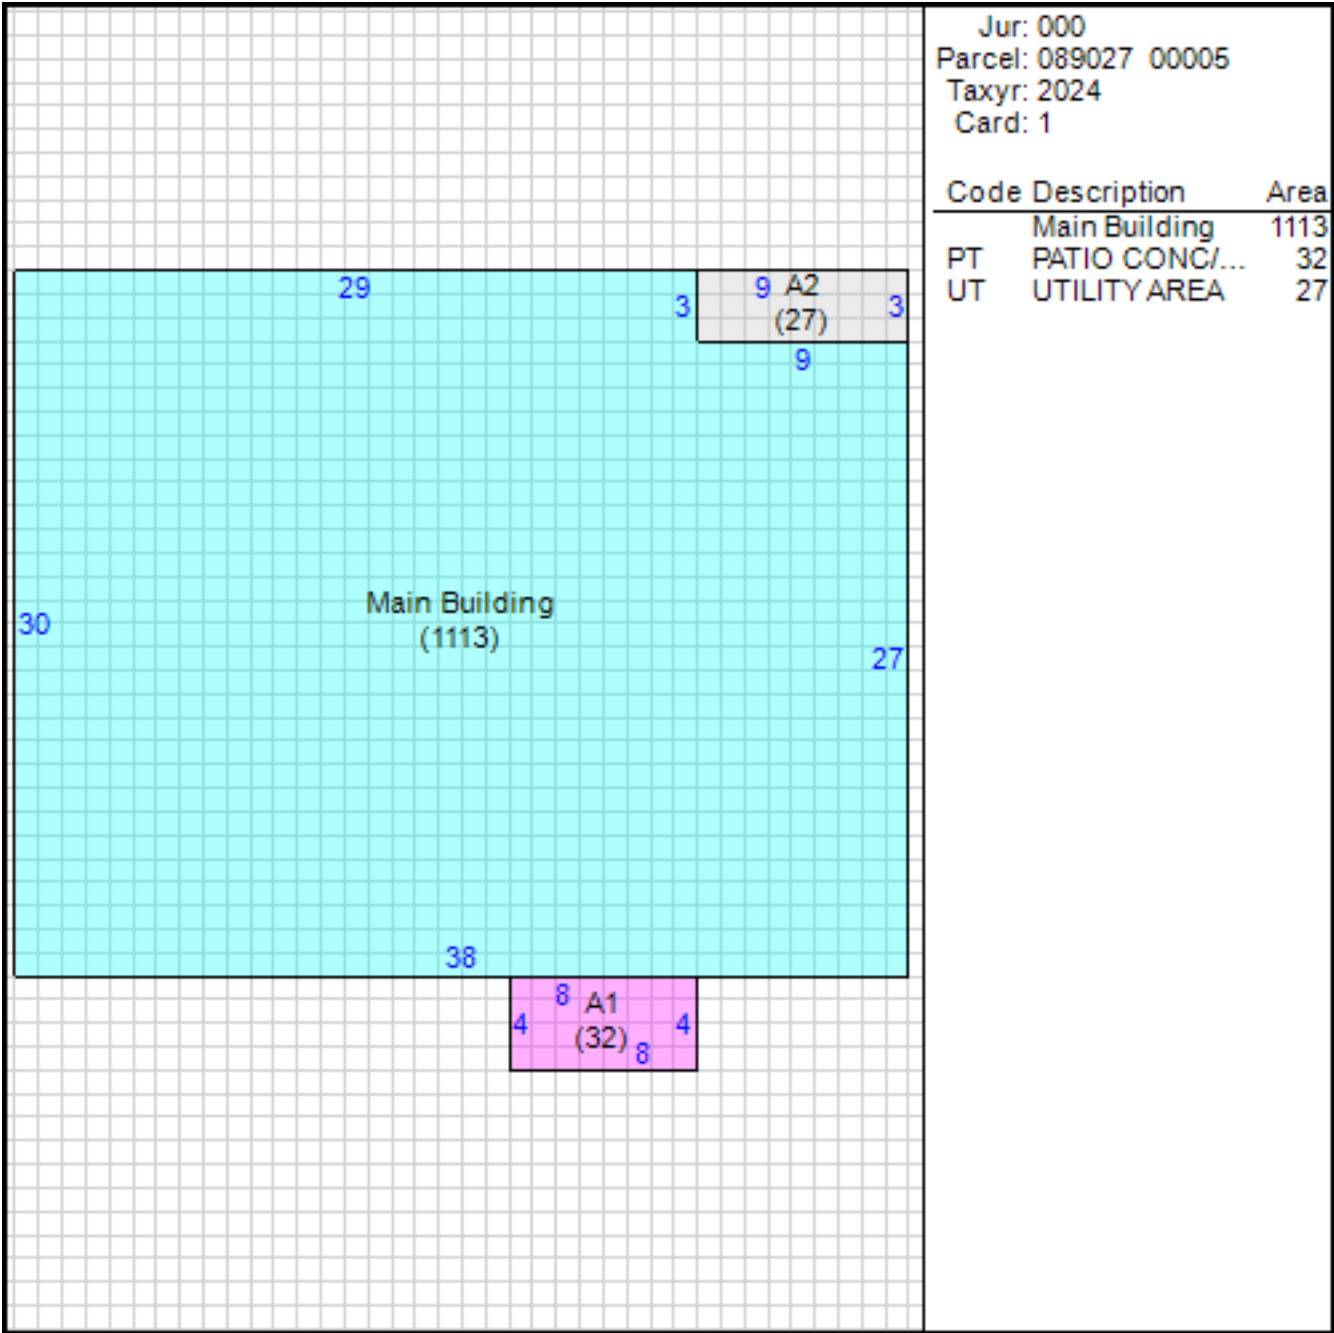 Jur: 000
Parcel: 089027 00005
Taxyr: 2024
Card: 1
Code Description Area
Main Building 1113
PT PATIO CONC/... 32
UT UTILITY AREA 27
29
3
9 A2
3
(27)
9
30
Main Building
(1113)
27
38
8 A1
4
4
(32)
8